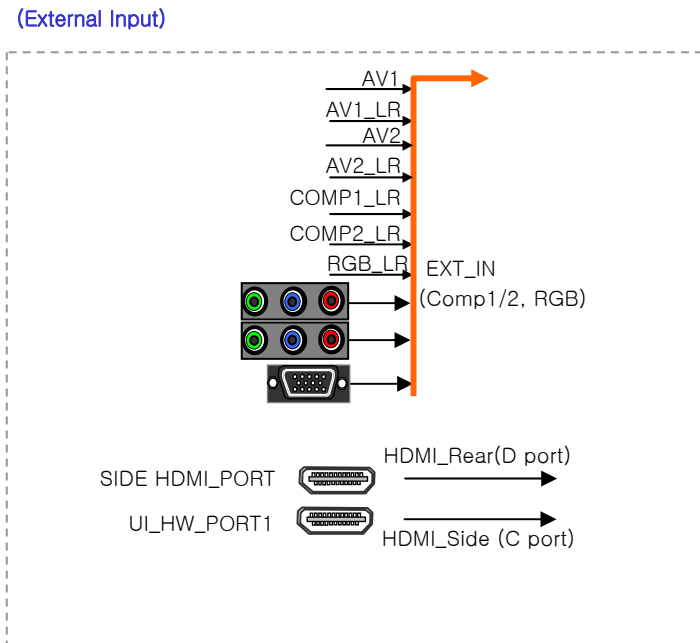 (External Input)
AV1
AV1_LR
AV2
AV2_LR
COMP1_LR
COMP2_LR
RGB_LR
EXT_IN
(Comp1/2, RGB)
HDMI_Rear(D port)
SIDE HDMI_PORT
UI_HW_PORT1
HDMI_Side (C port)